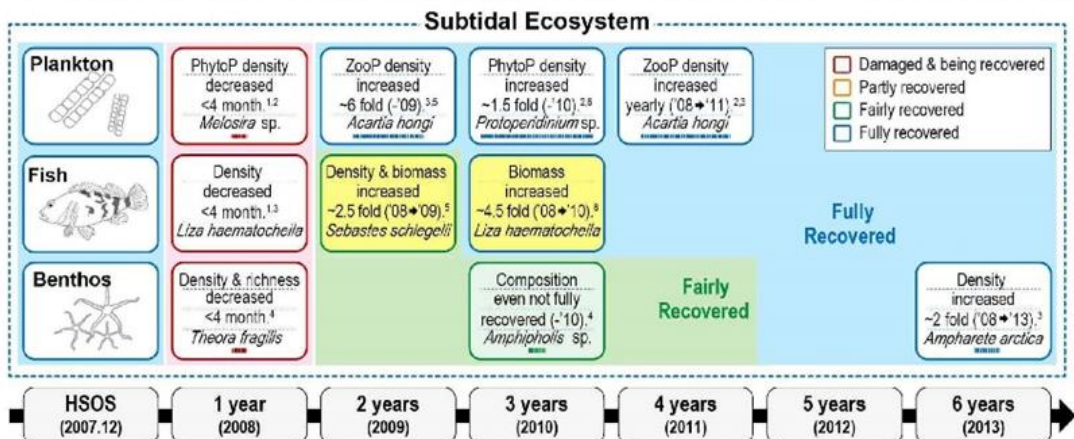 Subtidal Ecosystem
Plankton
PhytoP density
decreased
<4 month.1,2
Melosira sp.
ZooP density
increased
~6 fold (-'09).3,5
Acartia hongi
PhytoP density
increased
~1.5 fold (-'10).2,6
Protoperidinium sp.
ZooP density
increased
yearly ('08➔'11).2,3
Acartia hongi
Damaged & being recovered
Partly recovered
Fairly recovered
Fully recovered
Fish
Density
decreased
<4 month.1,3
Liza haematocheila
Density & biomass
increased
~2.5 fold ('08➔'09).5
Sebastes schlegelii
Biomass
increased
~4.5 fold ('08➔'10).6
Liza haematocheila
Fully
Recovered
Benthos
Density & richness
decreased
<4 month.4
Theora fragilis
Composition
even not fully
recovered (-'10).4
Amphipholis sp.
Fairly
Recovered
Density
increased
~2 fold ('08➔'13).3
Ampharete arctica
HSOS
(2007.12)
1 year
(2008)
2 years
(2009)
3 years
(2010)
4 years
(2011)
5 years
(2012)
6 years
(2013)